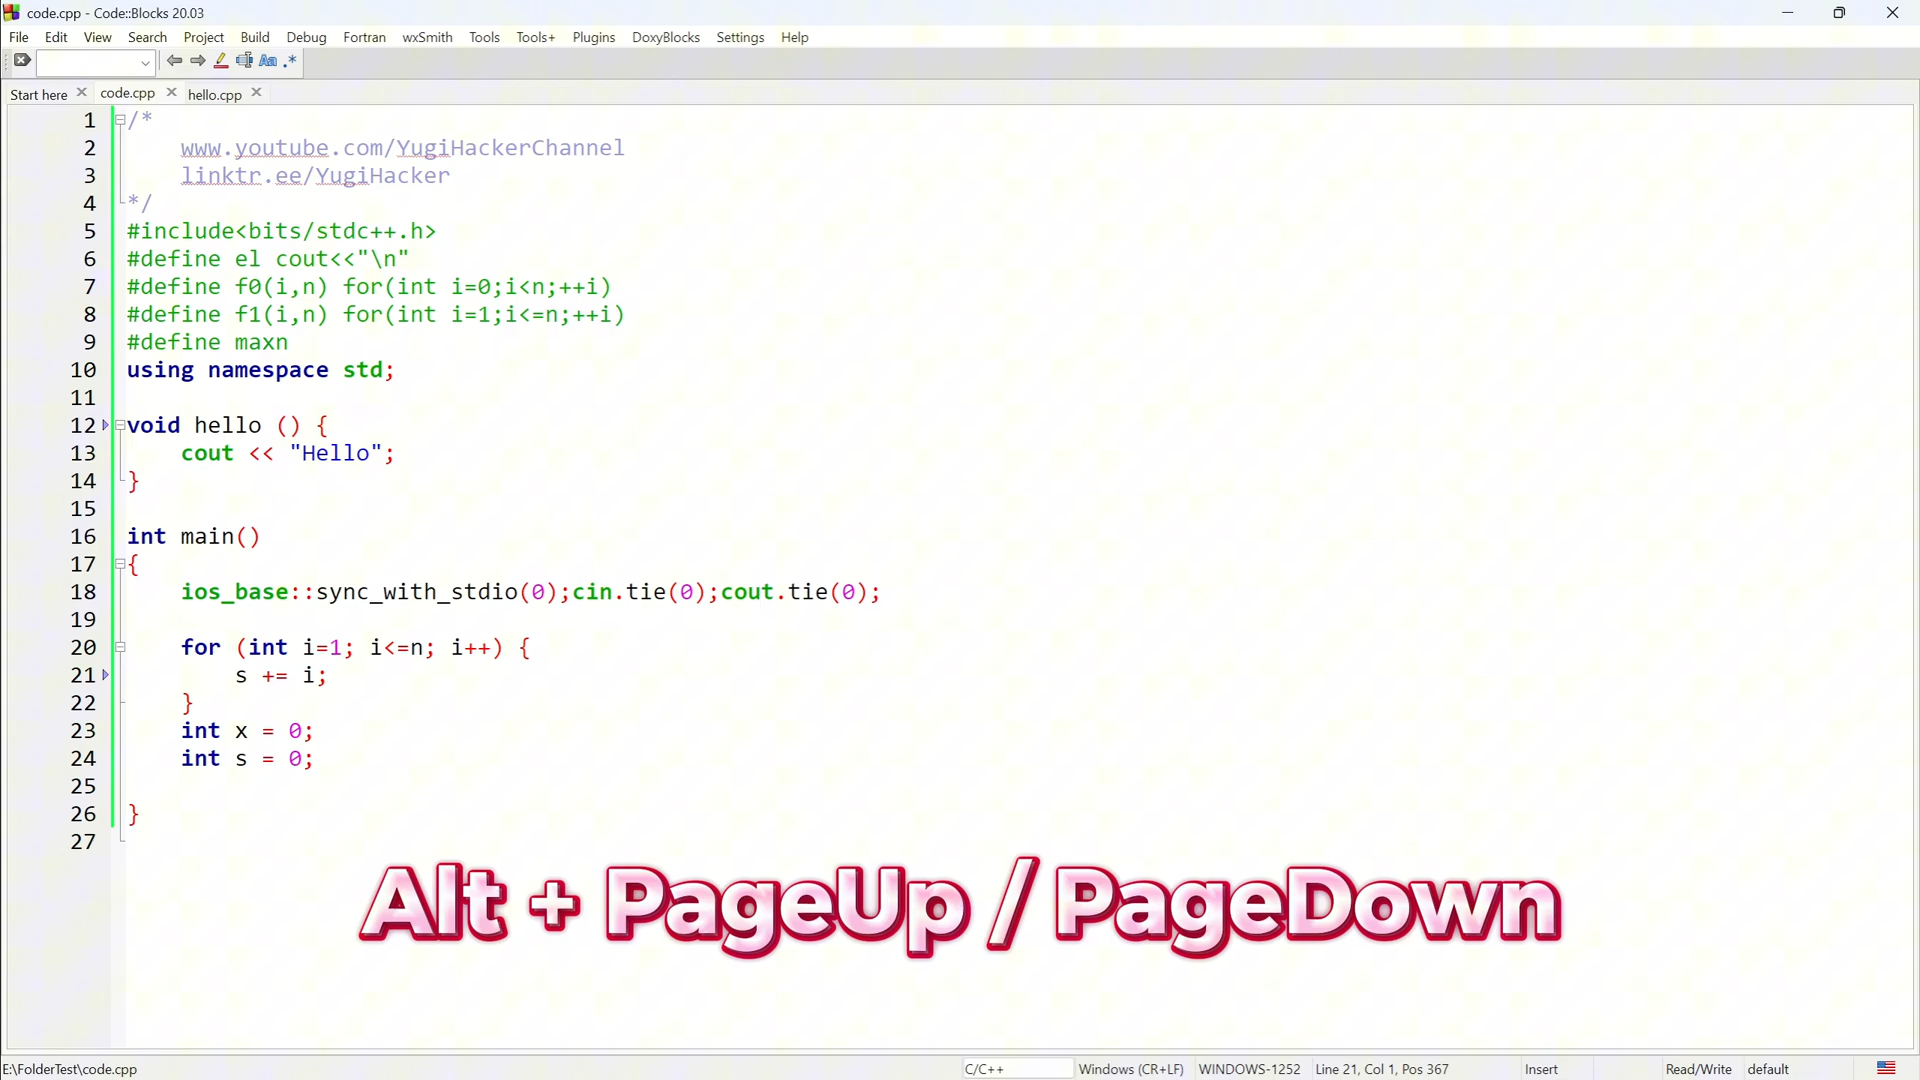 code.cpp - Code::Blocks 20.03
File Edit View Search Project Build Debug Fortran wxSmith Tools Tools+ Plugins DoxyBlocks Settings Help
Aa .*
Start here code.cpp hello.cpp
1 /*
2 www.youtube.com/YugiHackerChannel
3 linktr.ee/YugiHacker
4 */
5 #include<bits/stdc++.h>
6 #define el cout<<"\n"
7 #define f0(i,n) for(int i=0;i<n;++i)
8 #define f1(i,n) for(int i=1;i<=n;++i)
9 #define maxn
10 using namespace std;
11
12 void hello () {
13 cout << "Hello";
14 }
15
16 int main()
17 {
18 ios_base::sync_with_stdio(0);cin.tie(0);cout.tie(0);
19
20 for (int i=1; i<=n; i++) {
21 s += i;
22 }
23 int x = 0;
24 int s = 0;
25
26 }
27
Alt + PageUp / PageDown
E:\FolderTest\code.cpp C/C++ Windows (CR+LF) WINDOWS-1252 Line 21, Col 1, Pos 367 Insert Read/Write default